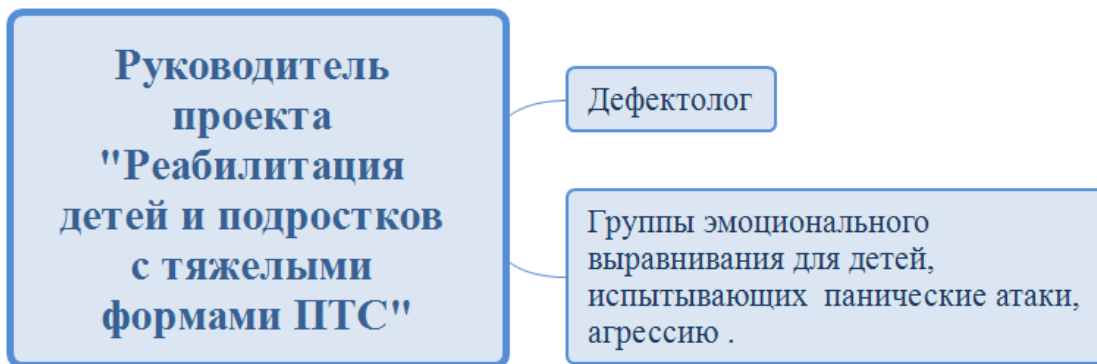 Руководитель
проекта
"Реабилитация
детей и подростков
с тяжелыми
формами ПТС"
Дефектолог
Группы эмоционального
выравнивания для детей,
испытывающих  панические атаки,
агрессию .